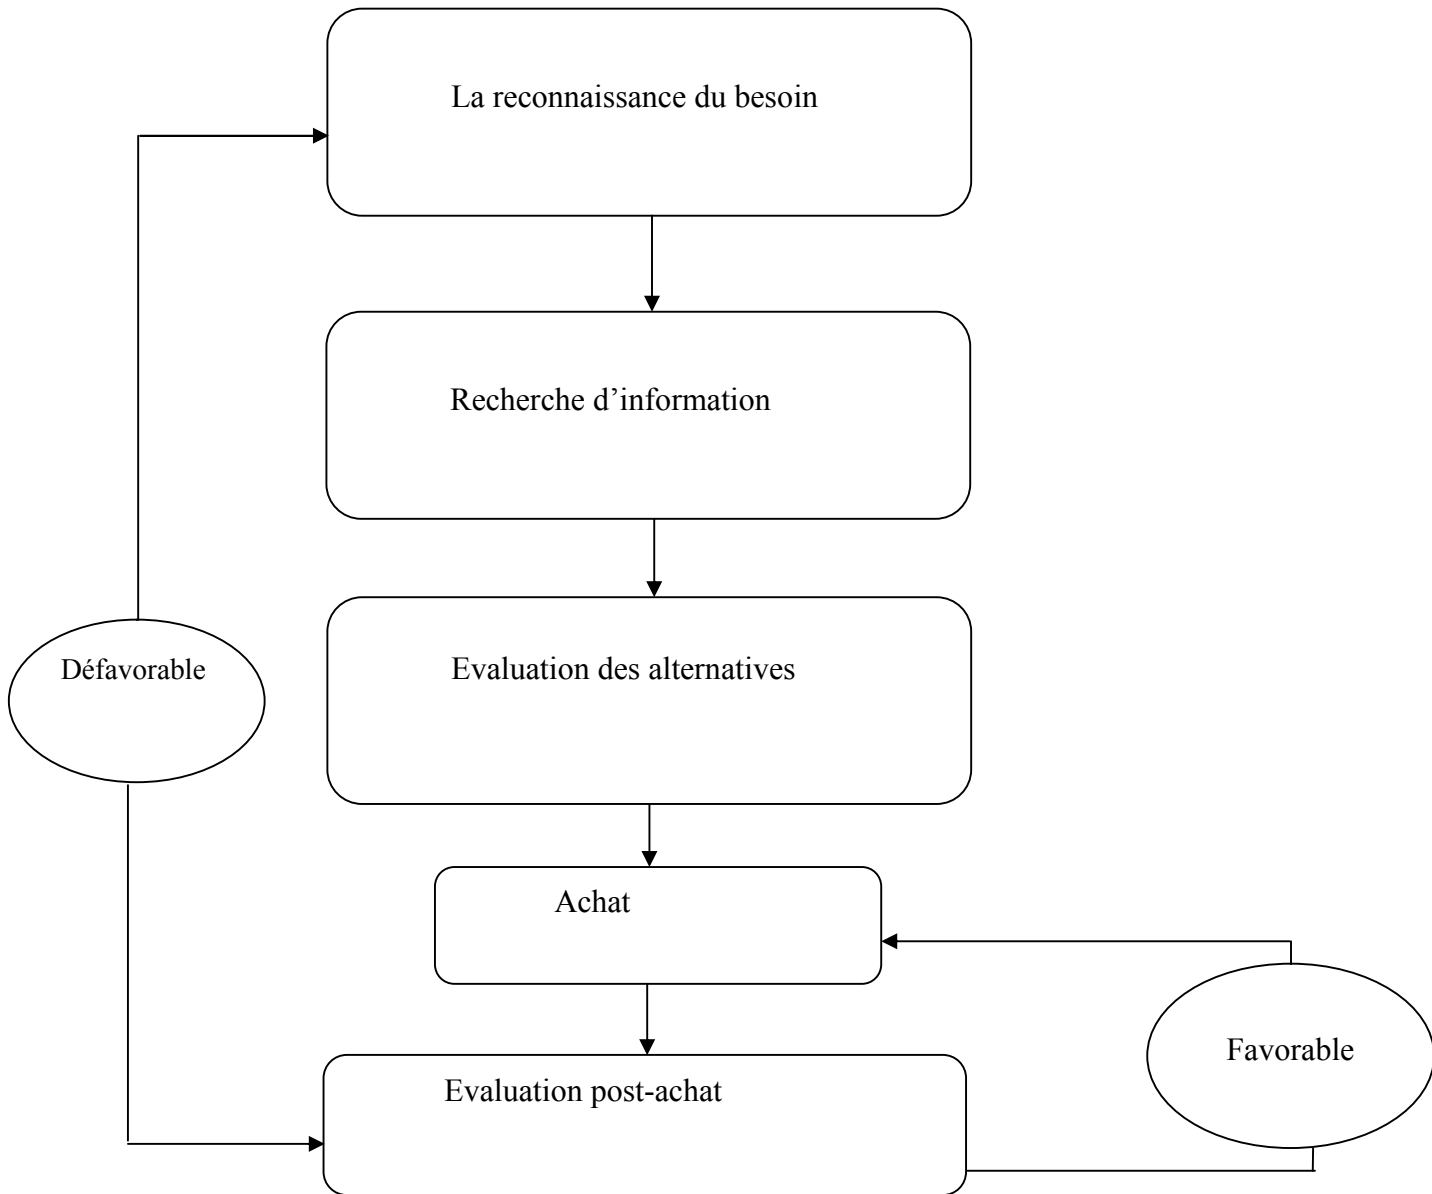 La reconnaissance du besoin
Recherche d’information
Défavorable
Evaluation des alternatives
Achat
Favorable
Evaluation post-achat